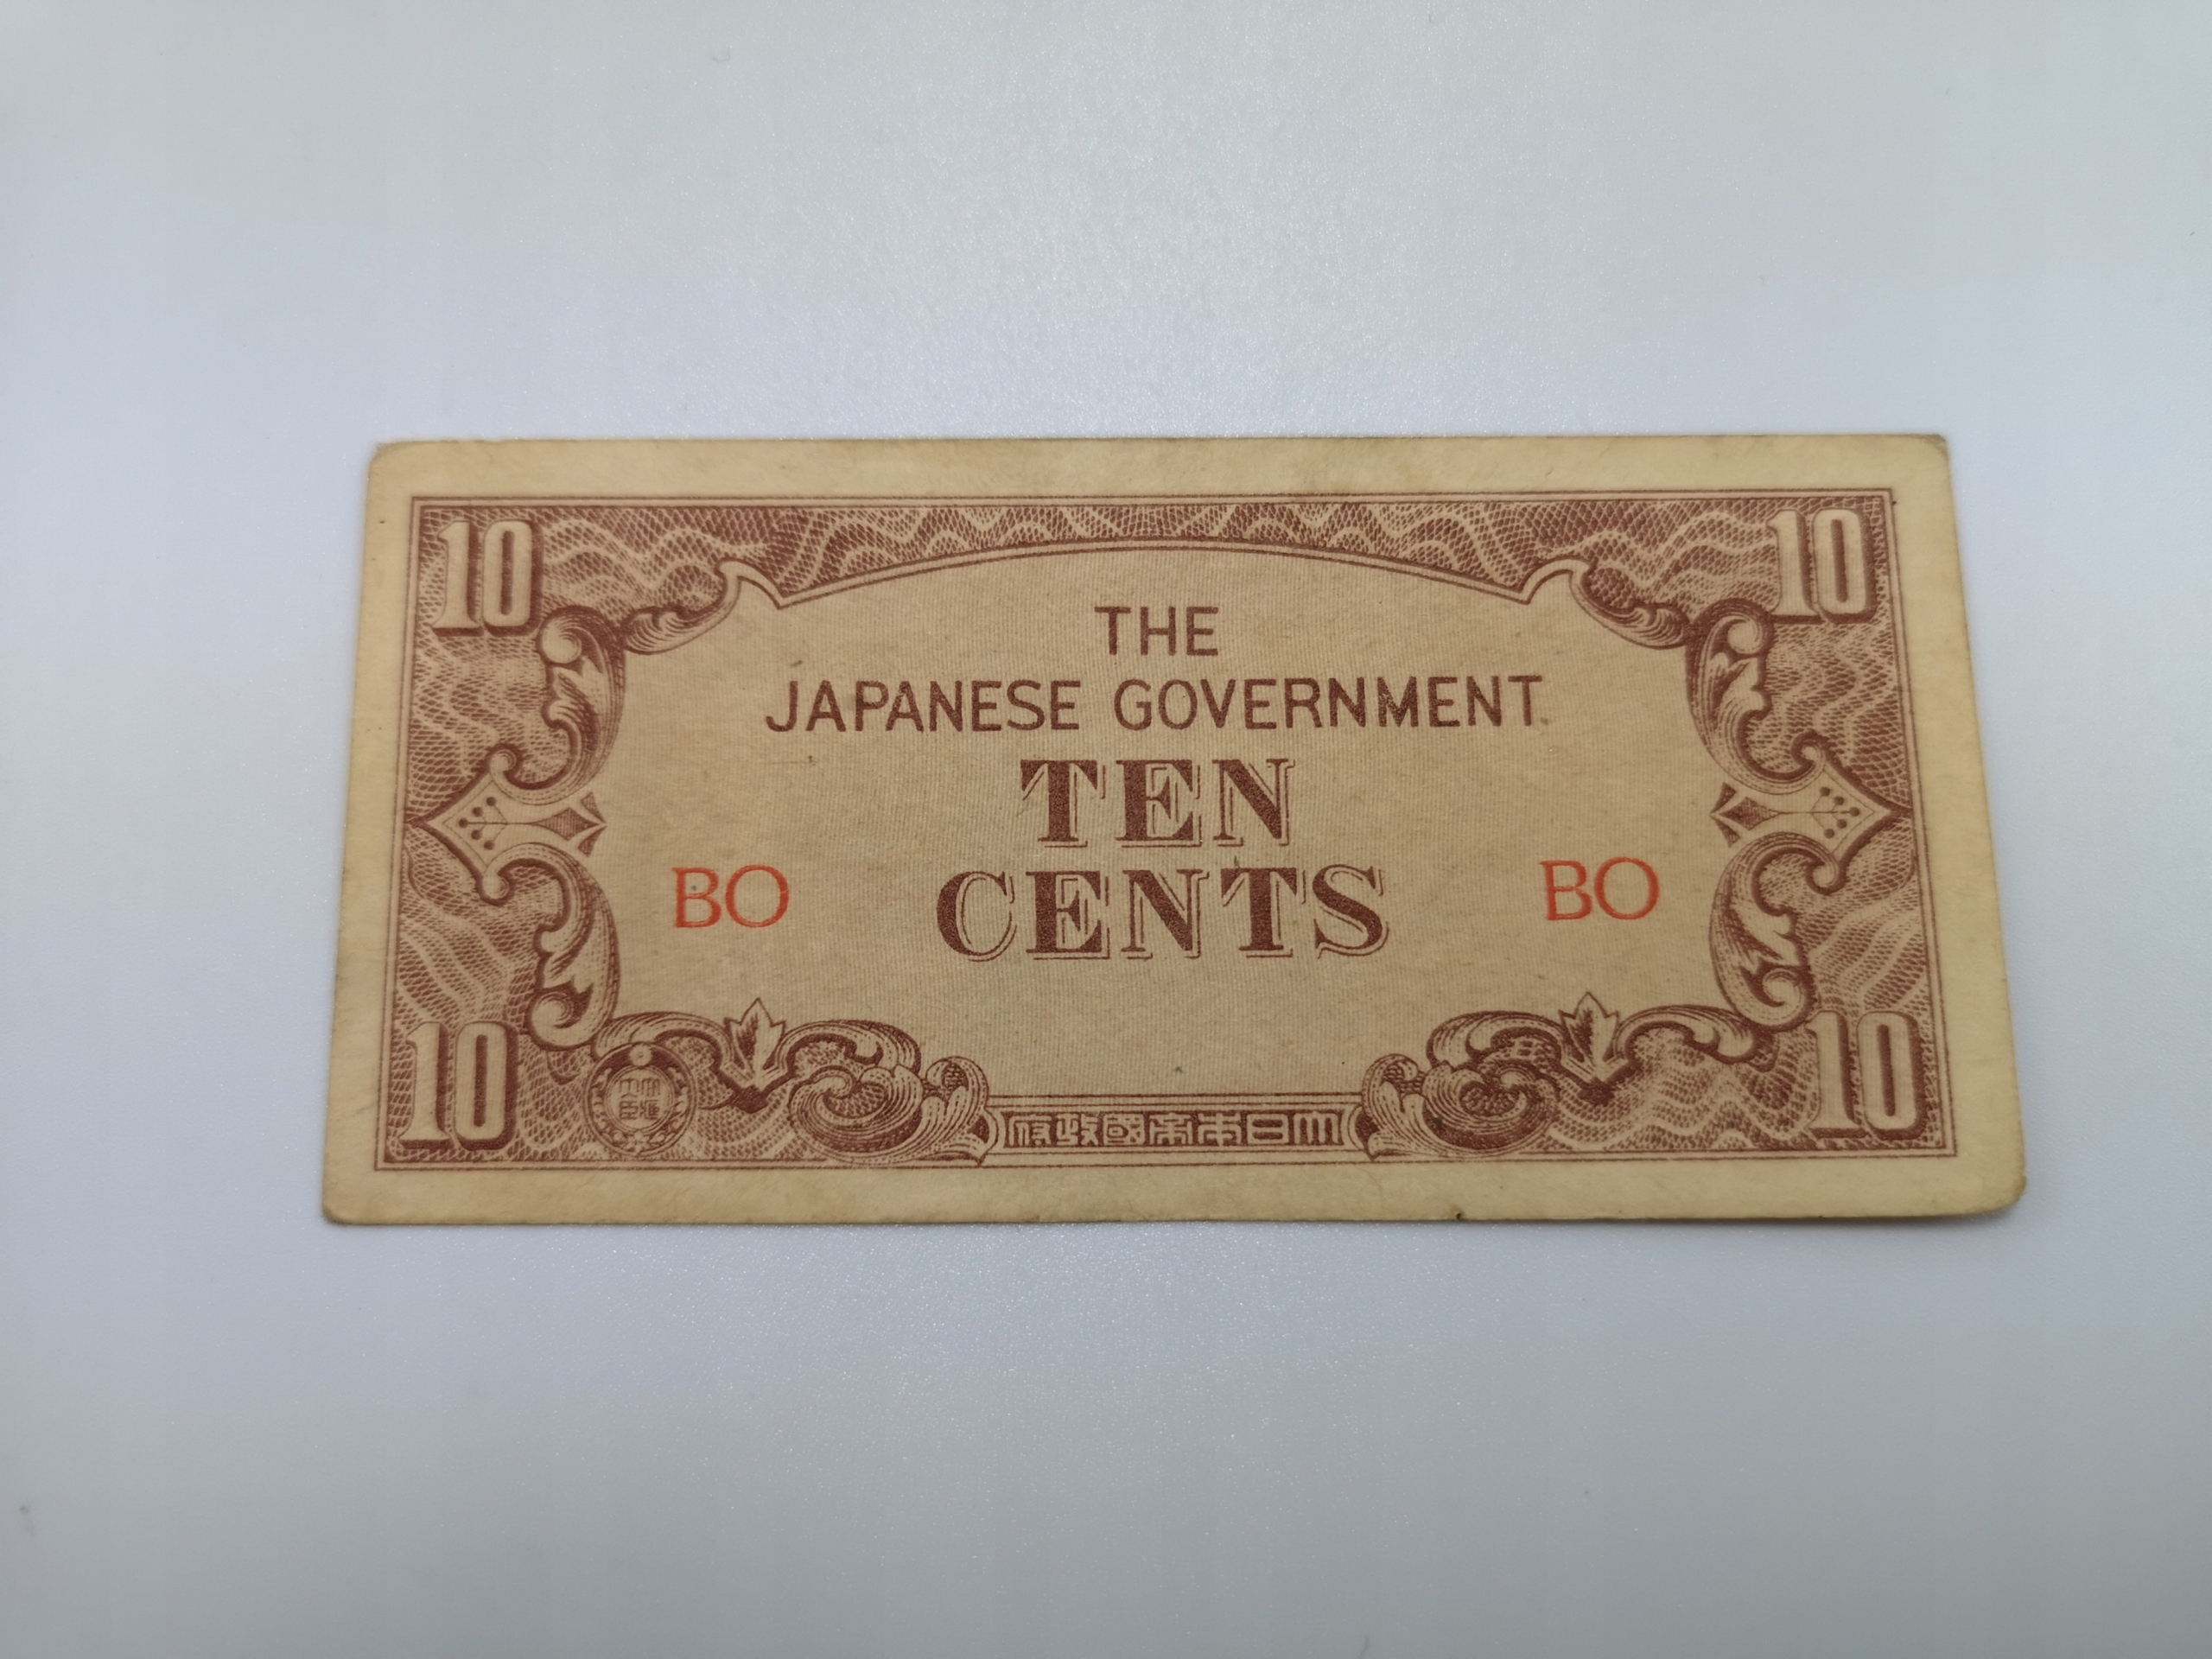 10 10
THE
JAPANESE GOVERNMENT
TEN
BO BO
CENTS
10 10
府政國帝本日大